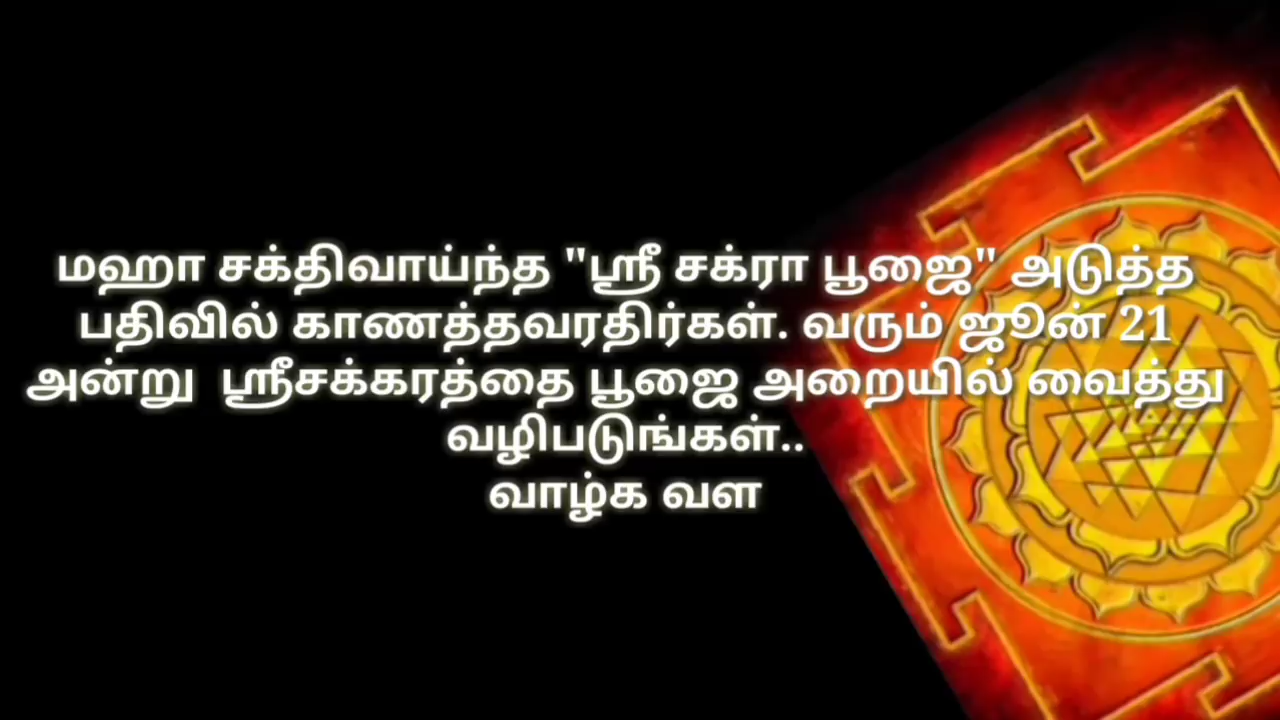 மஹா சக்திவாய்ந்த "ஸ்ரீ சக்ரா பூஜை" அடுத்த
பதிவில் காணத்தவரதிர்கள். வரும் ஜூன் 21
அன்று ஸ்ரீசக்கரத்தை பூஜை அறையில் வைத்து
வழிபடுங்கள்..
வாழ்க வள